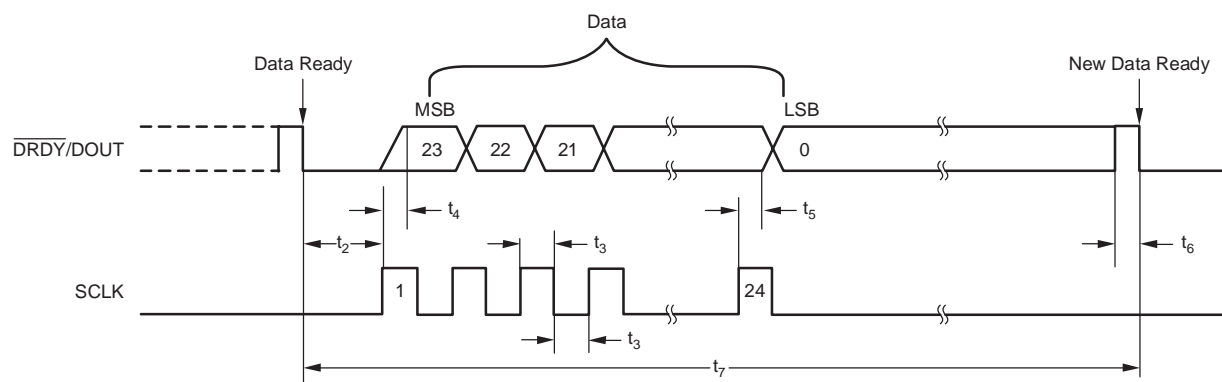 Data
Data Ready
New Data Ready
MSB
LSB
DRDY/DOUT
23
22
21
0
t4
t5
t2
t3
t6
SCLK
1
24
t3
t7